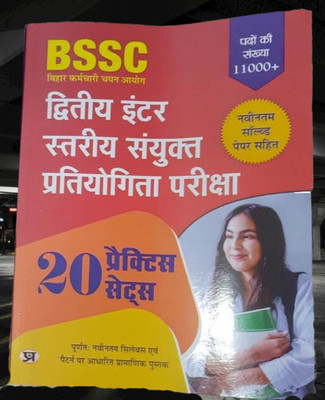 BSSC
बिहार कर्मचारी चयन आयोग
पदों की
संख्या
11000+
द्वितीय इंटर
स्तरीय संयुक्त
प्रतियोगिता परीक्षा
नवीनतम
सॉल्व्ड
पेपर सहित
20 प्रैक्टिस
सेट्स
पूर्णतः नवीनतम सिलेबस एवं
पैटर्न पर आधारित प्रामाणिक पुस्तक
प्र